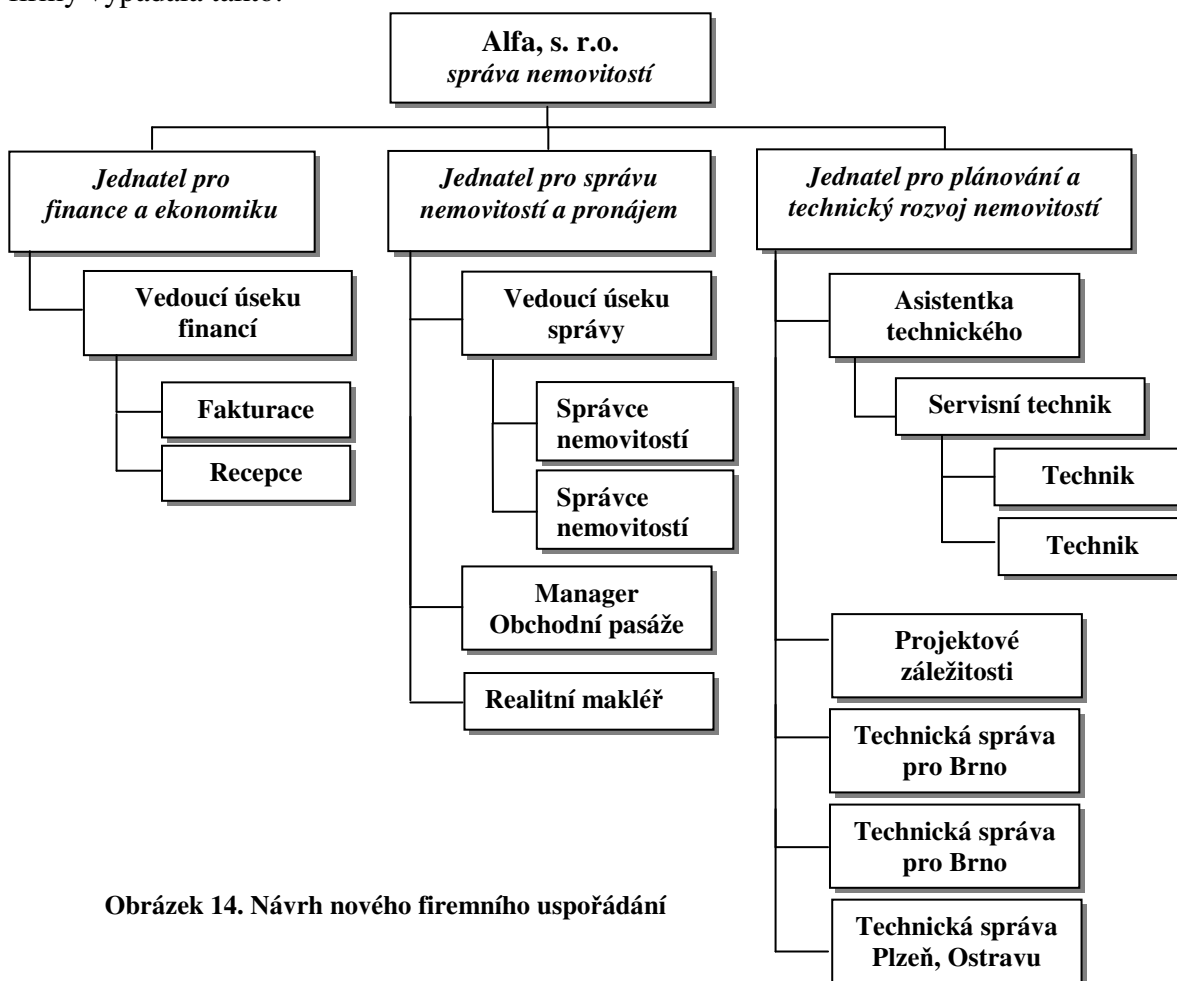 Alfa, s. r.o.
správa nemovitostí
Jednatel pro
finance a ekonomiku
Jednatel pro správu
nemovitostí a pronájem
Jednatel pro plánování a
technický rozvoj nemovitostí
Vedoucí úseku
financí
Fakturace
Recepce
Vedoucí úseku
správy
Správce
nemovitostí
Správce
nemovitostí
Manager
Obchodní pasáže
Realitní makléř
Asistentka
technického
Servisní technik
Technik
Technik
Projektové
záležitosti
Technická správa
pro Brno
Technická správa
pro Brno
Technická správa
Plzeň, Ostravu
Obrázek 14. Návrh nového firemního uspořádání